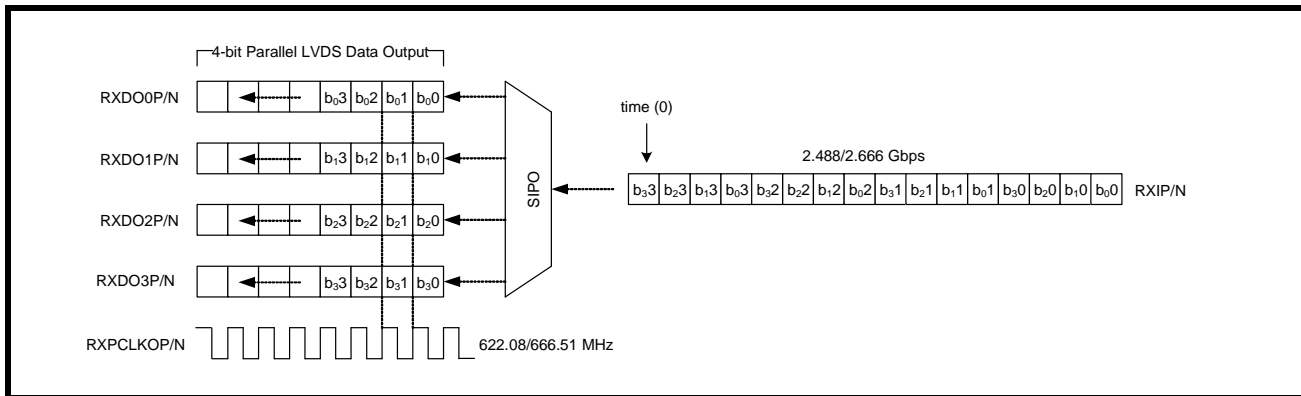 4-bit Parallel LVDS Data Output
RXDO0P/N b₀3 b₀2 b₀1 b₀0
time (0)
RXDO1P/N b₁3 b₁2 b₁1 b₁0
2.488/2.666 Gbps
SIPO
b₃3 b₂3 b₁3 b₀3 b₃2 b₂2 b₁2 b₀2 b₃1 b₂1 b₁1 b₀1 b₃0 b₂0 b₁0 b₀0 RXIP/N
RXDO2P/N b₂3 b₂2 b₂1 b₂0
RXDO3P/N b₃3 b₃2 b₃1 b₃0
RXPCLKOP/N 622.08/666.51 MHz